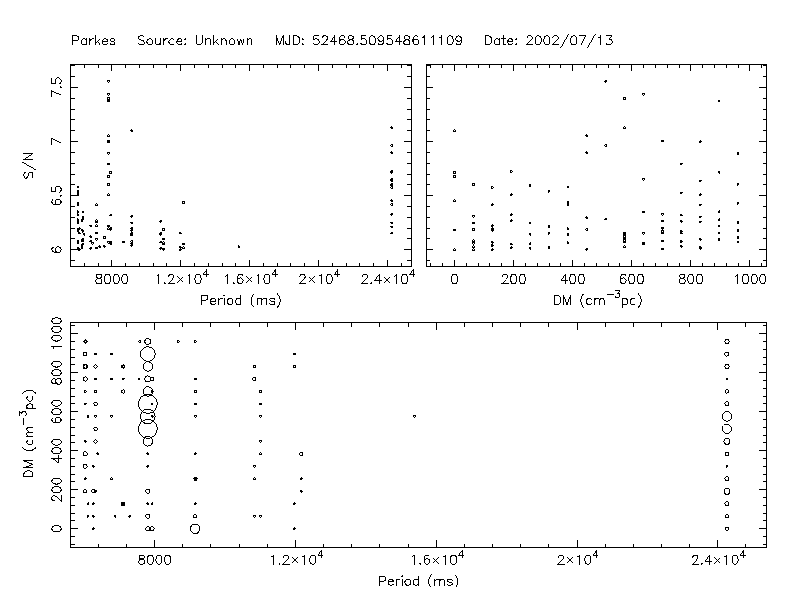 Parkes Source: Unknown MJD: 52468.509548611109 Date: 2002/07/13
S/N
7.5
7
6.5
6
8000 1.2×10⁴ 1.6×10⁴ 2×10⁴ 2.4×10⁴
Period (ms)
0 200 400 600 800 1000
DM (cm⁻³pc)
DM (cm⁻³pc)
1000
800
600
400
200
0
8000 1.2×10⁴ 1.6×10⁴ 2×10⁴ 2.4×10⁴
Period (ms)